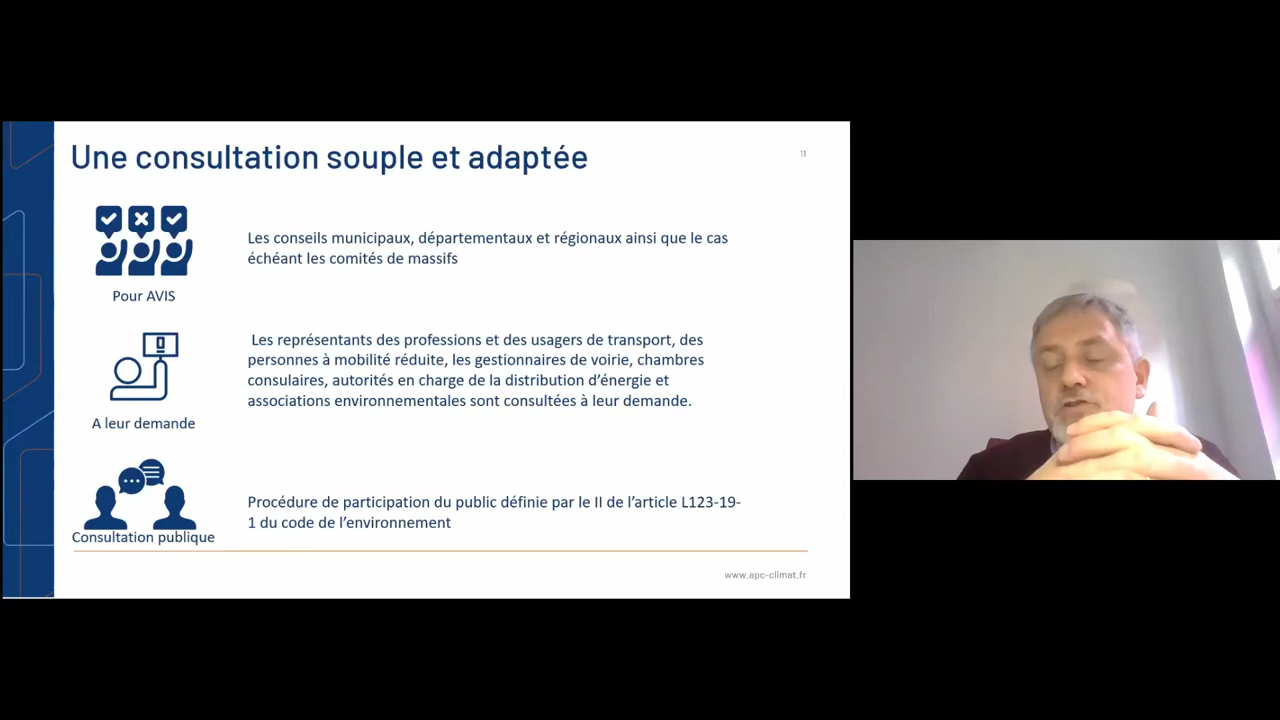 Une consultation souple et adaptée
11
Les conseils municipaux, départementaux et régionaux ainsi que le cas
échéant les comités de massifs
Pour AVIS
Les représentants des professions et des usagers de transport, des
personnes à mobilité réduite, les gestionnaires de voirie, chambres
consulaires, autorités en charge de la distribution d’énergie et
associations environnementales sont consultées à leur demande.
A leur demande
Procédure de participation du public définie par le II de l’article L123-19-
1 du code de l’environnement
Consultation publique
www.apc-climat.fr